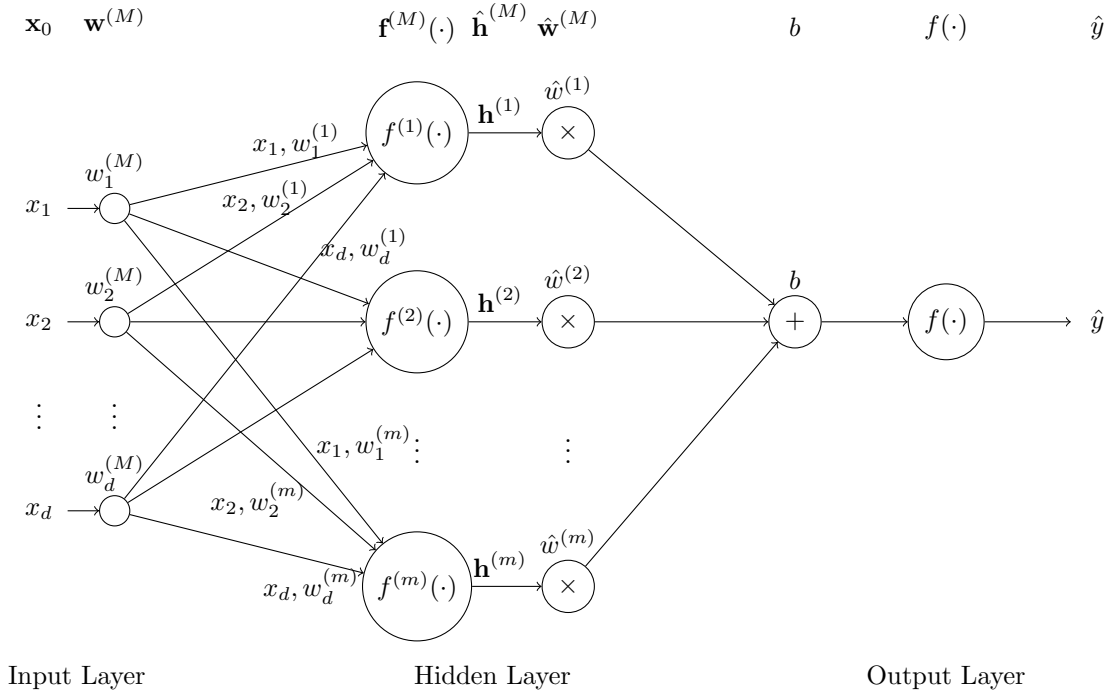 𝐱₀ 𝐰⁽ᴹ⁾ 𝐟⁽ᴹ⁾(·) 𝐡̂⁽ᴹ⁾ 𝐰̂⁽ᴹ⁾ b f(·) ŷ
ŵ⁽¹⁾
𝐡⁽¹⁾
f⁽¹⁾(·) ×
x₁, w₁⁽¹⁾
w₁⁽ᴹ⁾
x₁
x₂, w₂⁽¹⁾
x_d, w_d⁽¹⁾
w₂⁽ᴹ⁾ ŵ⁽²⁾ b
𝐡⁽²⁾
x₂ f⁽²⁾(·) × + f(·) ŷ
⋮ ⋮
x₁, w₁⁽ᵐ⁾ ⋮ ⋮
w_d⁽ᴹ⁾
x_d
x₂, w₂⁽ᵐ⁾
ŵ⁽ᵐ⁾
𝐡⁽ᵐ⁾
x_d, w_d⁽ᵐ⁾ f⁽ᵐ⁾(·) ×
Input Layer Hidden Layer Output Layer